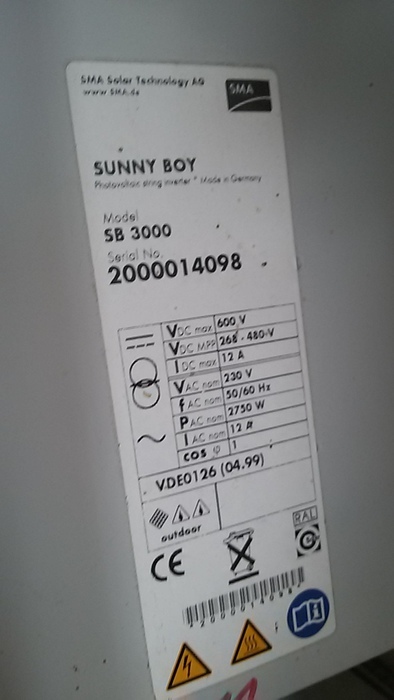 SMA Solar Technology AG
www.SMA.de
SMA
SUNNY BOY
Photovoltaic string inverter * Made in Germany
Model
SB 3000
Serial No.
2000014098
VDC max 600 V
VDC MPP 268 - 480 V
IDC max 12 A
VAC nom 230 V
fAC nom 50/60 Hz
PAC nom 2750 W
IAC nom 12 A
cos φ 1
VDE0126 (04.99)
outdoor
RAL
CE